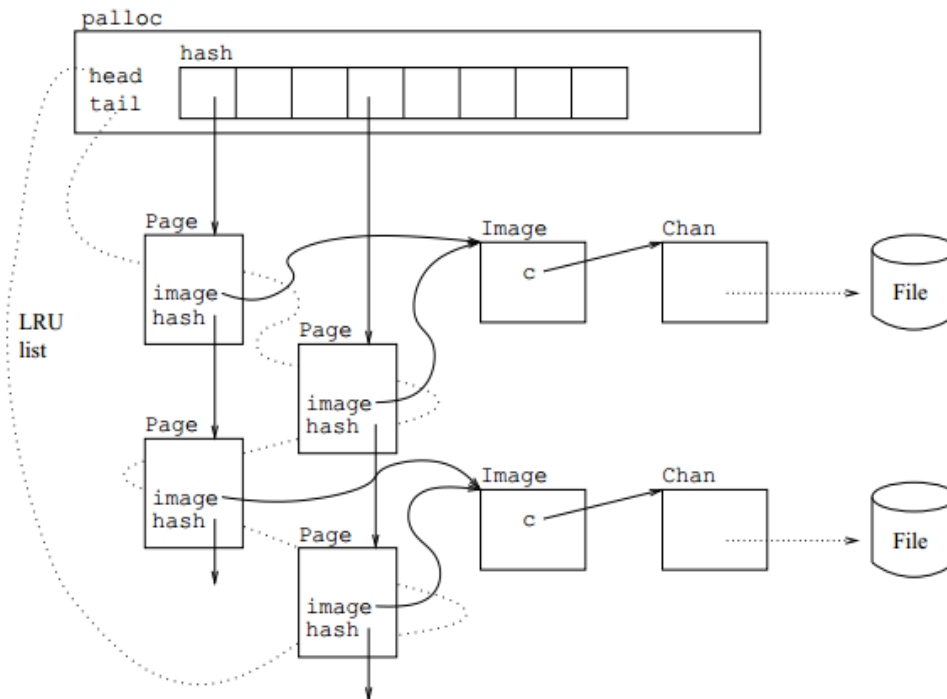 palloc
hash
head
tail
Page
Image
Chan
c
image
hash
File
LRU
list
Page
image
hash
Page
image
hash
Image
Chan
c
File
Page
image
hash